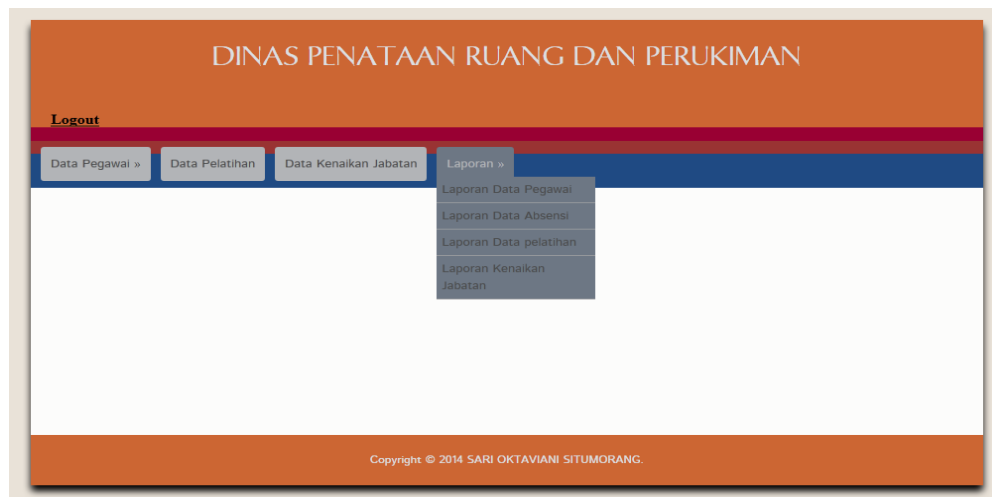 DINAS PENATAAN RUANG DAN PERUKIMAN
Logout
Data Pegawai » Data Pelatihan Data Kenaikan Jabatan Laporan »
Laporan Data Pegawai
Laporan Data Absensi
Laporan Data pelatihan
Laporan Kenaikan
Jabatan
Copyright © 2014 SARI OKTAVIANI SITUMORANG.